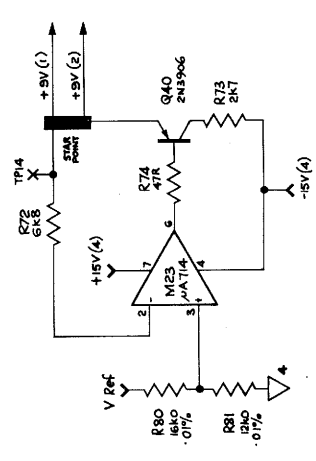 +9V(1)
+9V(2)
Q40
2N3906
R73
2K7
STAR
POINT
TP14
R72
6K8
R74
47R
-15V(4)
+15V(4)
6
7
4
M23
µA714
2
-
3
+
V Ref
R80
16K0
.01%
R81
12K0
.01%
4